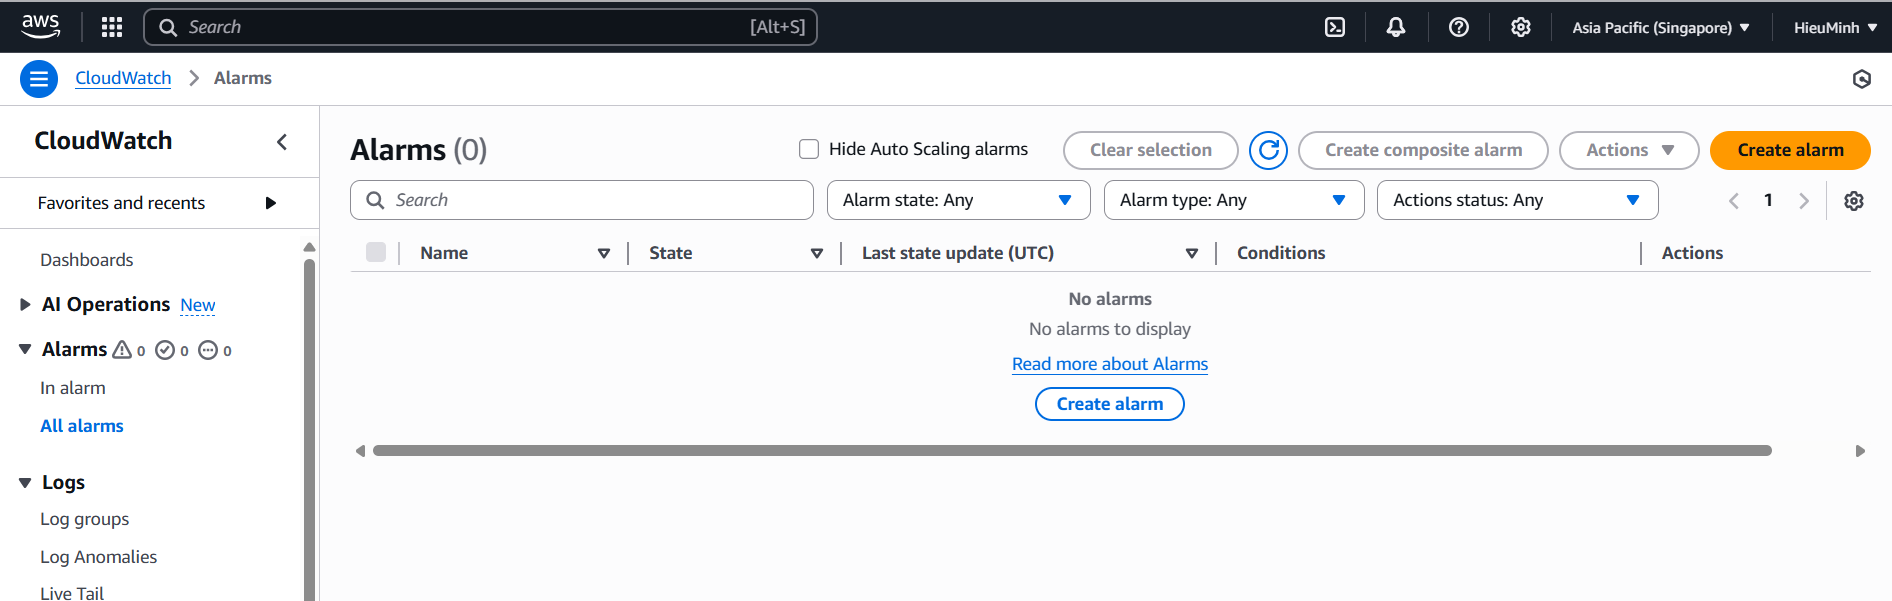 aws
Search [Alt+S]
Asia Pacific (Singapore)
HieuMinh
CloudWatch > Alarms
CloudWatch
Favorites and recents
Dashboards
AI Operations New
Alarms 0 0 0
In alarm
All alarms
Logs
Log groups
Log Anomalies
Live Tail
Alarms (0)
Hide Auto Scaling alarms
Clear selection
Create composite alarm
Actions
Create alarm
Search
Alarm state: Any
Alarm type: Any
Actions status: Any
1
Name
State
Last state update (UTC)
Conditions
Actions
No alarms
No alarms to display
Read more about Alarms
Create alarm